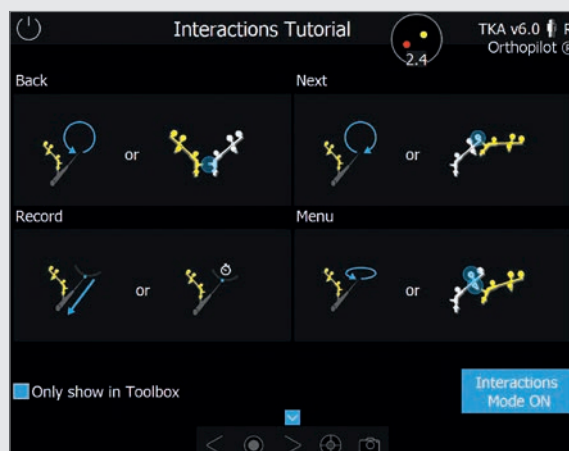 Interactions Tutorial
2.4
TKA v6.0 R
Orthopilot ®
Back
Next
or
or
Record
Menu
or
or
Only show in Toolbox
Interactions
Mode ON